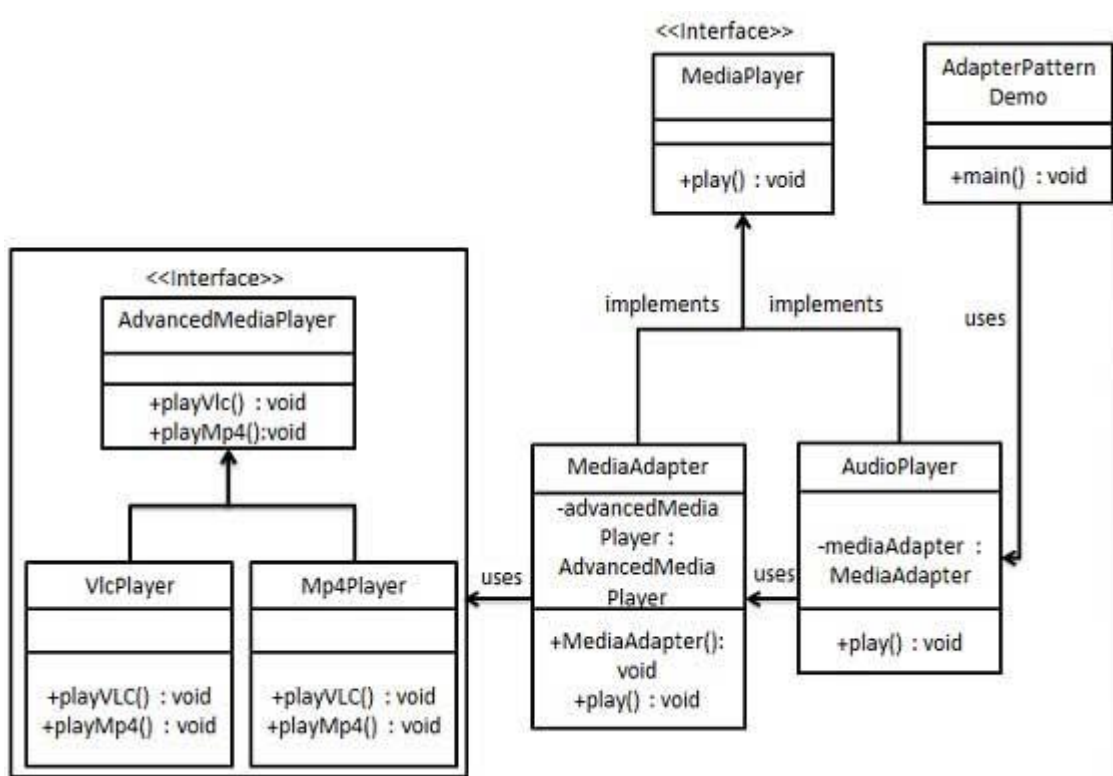 <<Interface>>
MediaPlayer
+play() : void
AdapterPattern
Demo
+main() : void
implements
implements
uses
<<Interface>>
AdvancedMediaPlayer
+playVlc() : void
+playMp4():void
VlcPlayer
+playVLC() : void
+playMp4() : void
Mp4Player
+playVLC() : void
+playMp4() : void
uses
MediaAdapter
-advancedMedia
Player :
AdvancedMedia
Player
+MediaAdapter():
void
+play() : void
uses
AudioPlayer
-mediaAdapter :
MediaAdapter
+play() : void